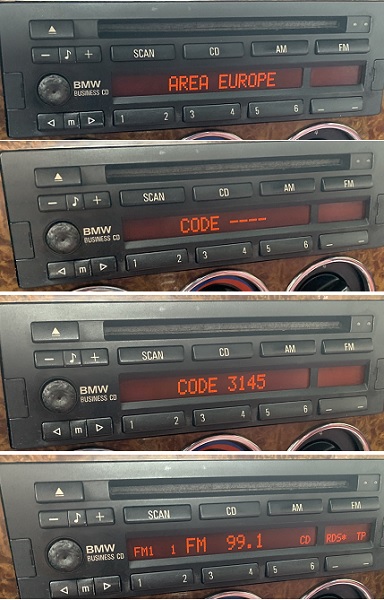 SCAN CD AM FM
BMW
BUSINESS CD
AREA EUROPE
m 1 2 3 4 5 6
SCAN CD AM FM
BMW
BUSINESS CD
CODE ----
m 1 2 3 4 5 6
SCAN CD AM FM
BMW
BUSINESS CD
CODE 3145
m 1 2 3 4 5 6
SCAN CD AM FM
BMW
BUSINESS CD
FM1 1 FM 99.1 CD RDS* TP
m 1 2 3 4 5 6